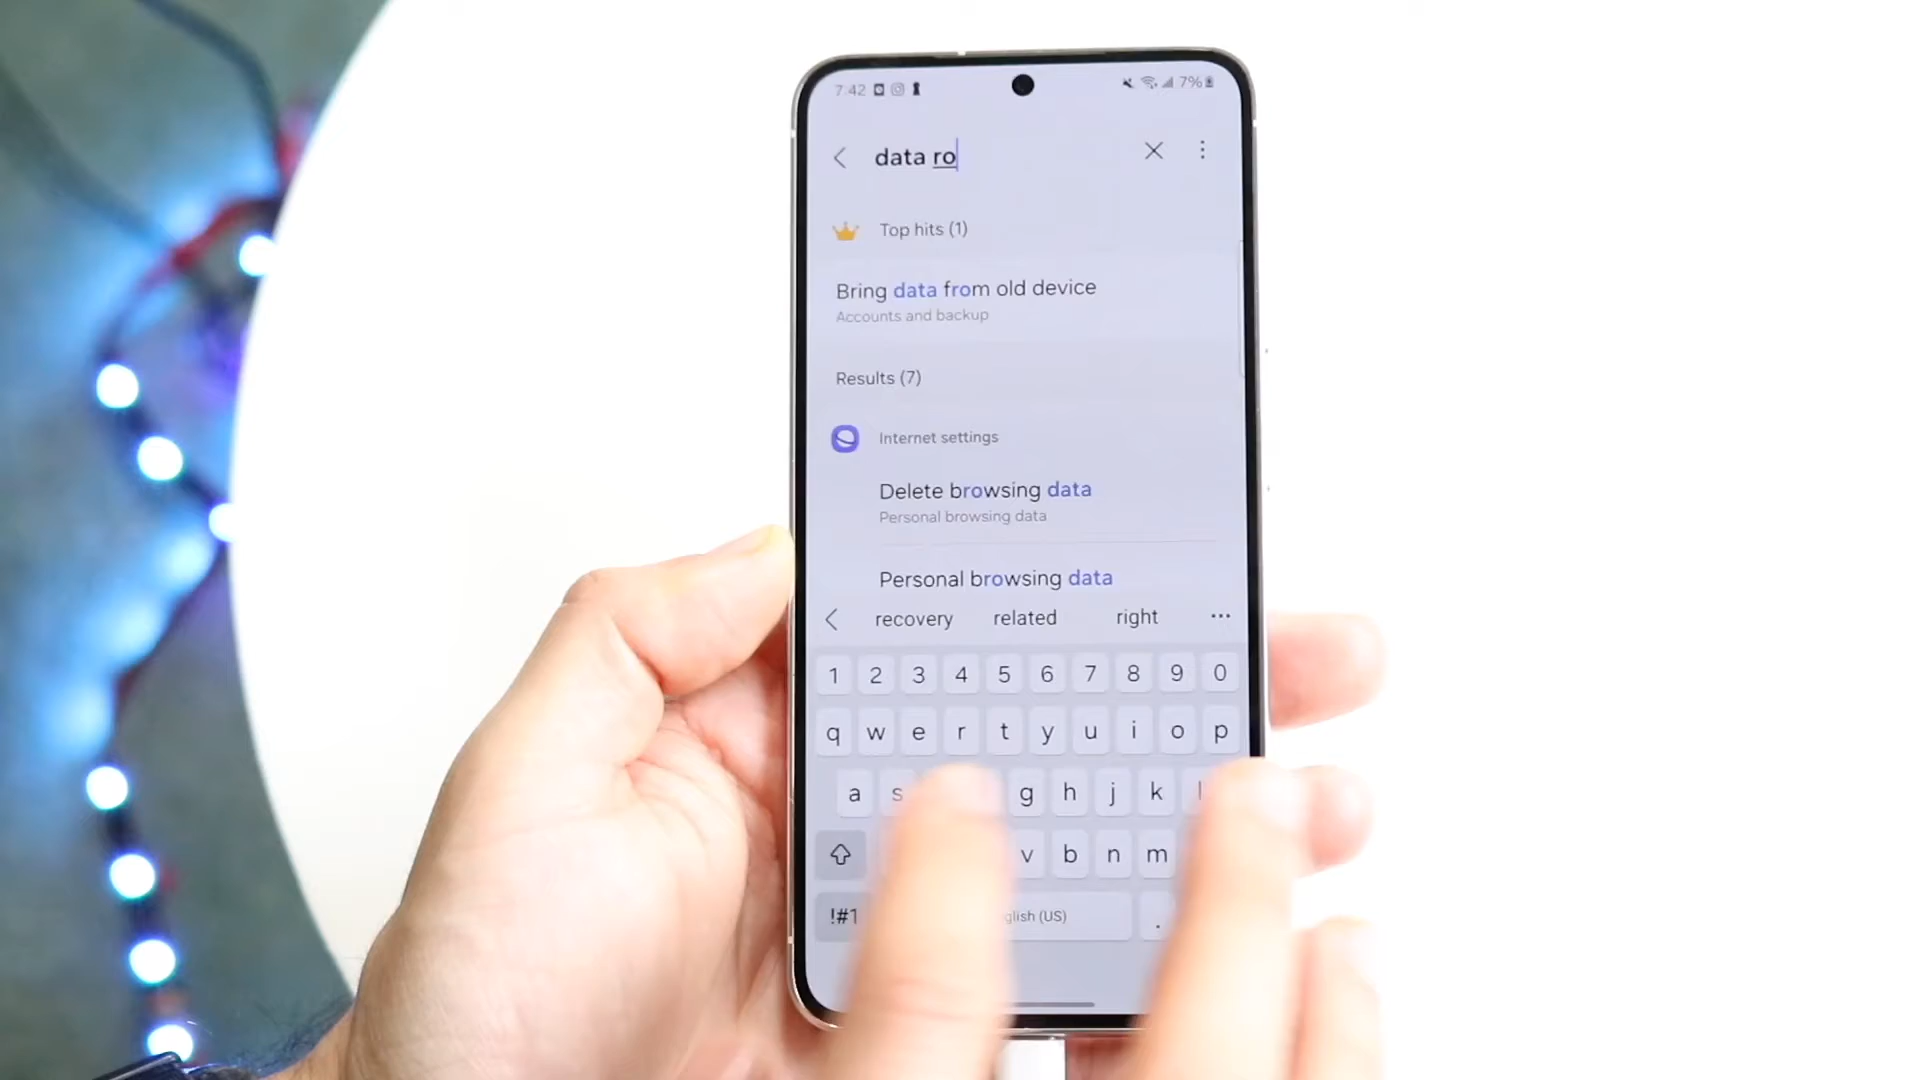 7:42 7%
data ro
Top hits (1)
Bring data from old device
Accounts and backup
Results (7)
Internet settings
Delete browsing data
Personal browsing data
Personal browsing data
recovery related right
1 2 3 4 5 6 7 8 9 0
q w e r t y u i o p
a s g h j k l
v b n m
!#1 glish (US) .